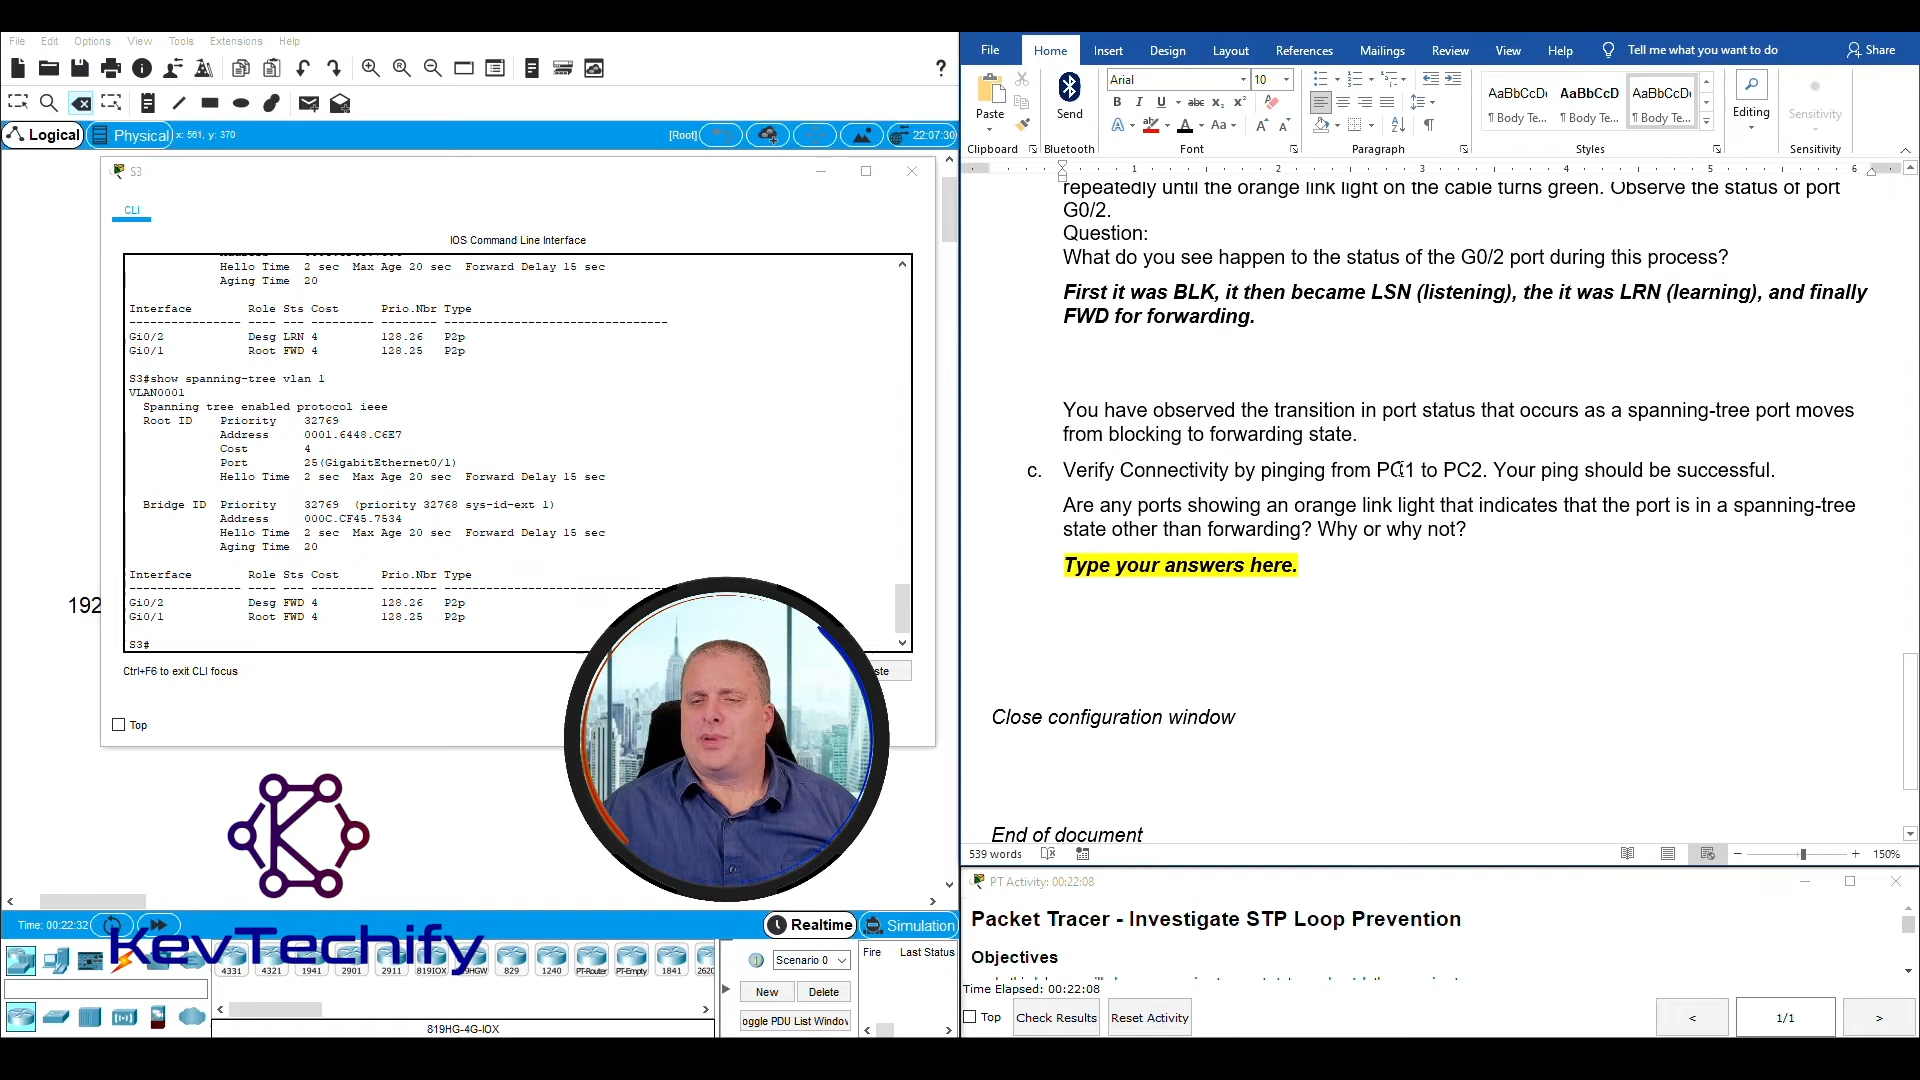 File Edit Options View Tools Extensions Help
?
Logical Physical x: 561, y: 370 [Root] 22:07:30
S3
CLI
IOS Command Line Interface
Hello Time 2 sec Max Age 20 sec Forward Delay 15 sec
Aging Time 20
Interface Role Sts Cost Prio.Nbr Type
---------------- ---- --- --------- -------- --------------------------------
Gi0/2 Desg LRN 4 128.26 P2p
Gi0/1 Root FWD 4 128.25 P2p
S3#show spanning-tree vlan 1
VLAN0001
Spanning tree enabled protocol ieee
Root ID Priority 32769
Address 0001.6448.C6E7
Cost 4
Port 25(GigabitEthernet0/1)
Hello Time 2 sec Max Age 20 sec Forward Delay 15 sec
Bridge ID Priority 32769 (priority 32768 sys-id-ext 1)
Address 000C.CF45.7534
Hello Time 2 sec Max Age 20 sec Forward Delay 15 sec
Aging Time 20
Interface Role Sts Cost Prio.Nbr Type
Gi0/2 Desg FWD 4 128.26 P2p
Gi0/1 Root FWD 4 128.25 P2p
S3#
192
Ctrl+F6 to exit CLI focus
ste
Top
KevTechify
Time: 00:22:32
Realtime Simulation
4331 4321 1941 2901 2911 819IOX 829 1240 PT-Router PT-Empty 1841 2620
819HG-4G-IOX
Scenario 0
New Delete
oggle PDU List Window
Fire Last Status
File Home Insert Design Layout References Mailings Review View Help Tell me what you want to do Share
Paste Send Arial 10
B I U abc x₂ x²
A Aa A A
AaBbCcDc AaBbCcD AaBbCcDc
¶ Body Te... ¶ Body Te... ¶ Body Te...
Editing Sensitivity
Clipboard Bluetooth Font Paragraph Styles Sensitivity
1 2 3 4 5 6
repeatedly until the orange link light on the cable turns green. Observe the status of port
G0/2.
Question:
What do you see happen to the status of the G0/2 port during this process?
First it was BLK, it then became LSN (listening), the it was LRN (learning), and finally
FWD for forwarding.
You have observed the transition in port status that occurs as a spanning-tree port moves
from blocking to forwarding state.
c. Verify Connectivity by pinging from PC1 to PC2. Your ping should be successful.
Are any ports showing an orange link light that indicates that the port is in a spanning-tree
state other than forwarding? Why or why not?
Type your answers here.
Close configuration window
End of document
539 words 150%
PT Activity: 00:22:08
Packet Tracer - Investigate STP Loop Prevention
Objectives
Time Elapsed: 00:22:08
Top Check Results Reset Activity < 1/1 >